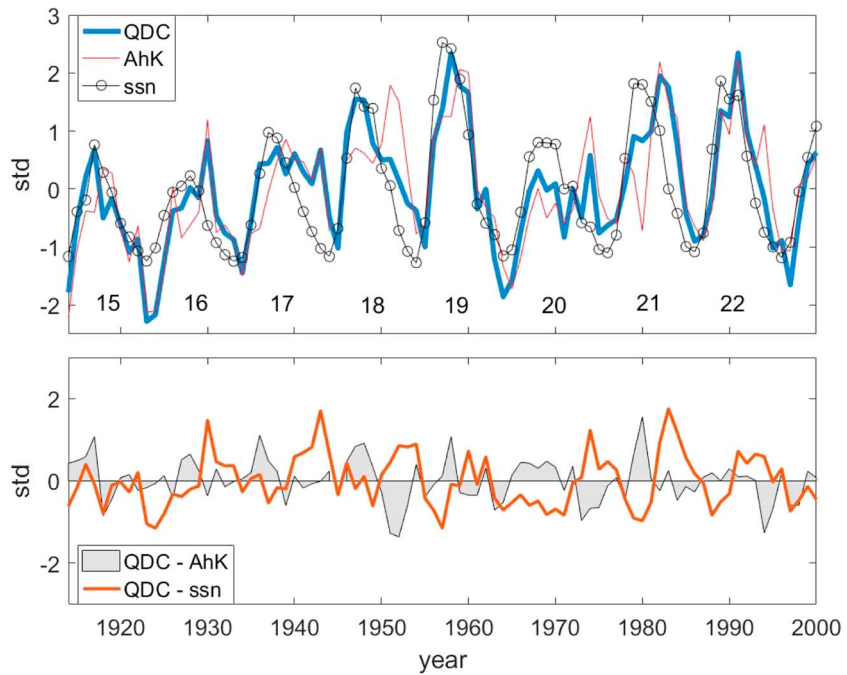 3
2
1
0
-1
-2
std
QDC
AhK
ssn
15 16 17 18 19 20 21 22
2
0
-2
std
QDC - AhK
QDC - ssn
1920 1930 1940 1950 1960 1970 1980 1990 2000
year